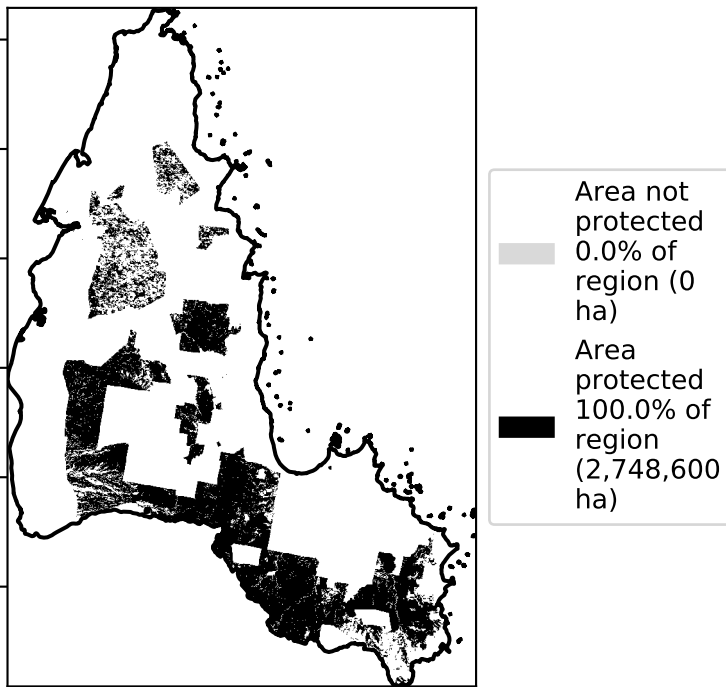 Area not
protected
0.0% of
region (0
ha)
Area
protected
100.0% of
region
(2,748,600
ha)